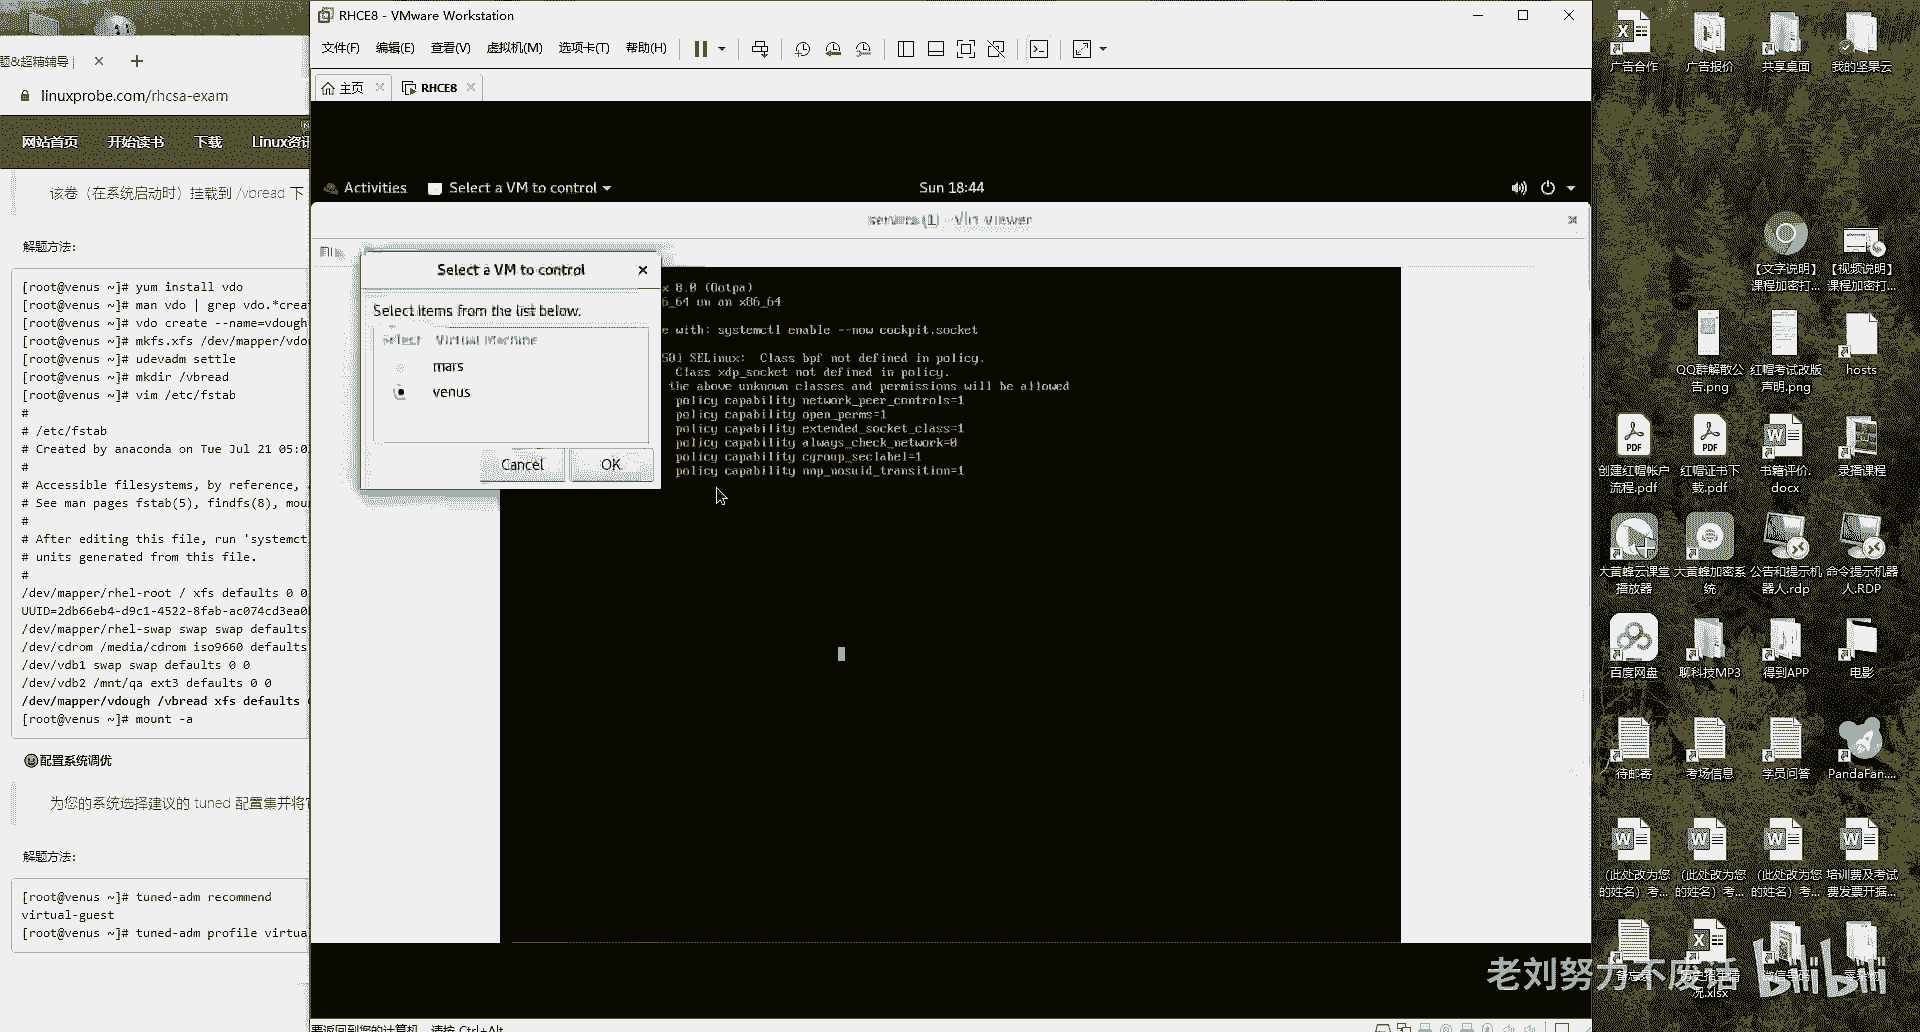 RHCE8 - VMware Workstation
文件(F) 编辑(E) 查看(V) 虚拟机(M) 选项卡(T) 帮助(H)
主页 RHCE8
题&超精辅导
linuxprobe.com/rhcsa-exam
网站首页 开始读书 下载 Linux资讯
该卷（在系统启动时）挂载到 /vbread 下
解题方法:
[root@venus ~]# yum install vdo
[root@venus ~]# man vdo | grep vdo.*creat
[root@venus ~]# vdo create --name=vdough
[root@venus ~]# mkfs.xfs /dev/mapper/vdo
[root@venus ~]# udevadm settle
[root@venus ~]# mkdir /vbread
[root@venus ~]# vim /etc/fstab
#
# /etc/fstab
# Created by anaconda on Tue Jul 21 05:0
#
# Accessible filesystems, by reference,
# See man pages fstab(5), findfs(8), mou
#
# After editing this file, run 'systemct
# units generated from this file.
#
/dev/mapper/rhel-root / xfs defaults 0 0
UUID=2db66eb4-d9c1-4522-8fab-ac074cd3ea0
/dev/mapper/rhel-swap swap swap defaults
/dev/cdrom /media/cdrom iso9660 defaults
/dev/vdb1 swap swap defaults 0 0
/dev/vdb2 /mnt/qa ext3 defaults 0 0
/dev/mapper/vdough /vbread xfs defaults
[root@venus ~]# mount -a
配置系统调优
为您的系统选择建议的 tuned 配置集并将
解题方法:
[root@venus ~]# tuned-adm recommend
virtual-guest
[root@venus ~]# tuned-adm profile virtua
Activities Select a VM to control Sun 18:44
servers (1) - Virt Viewer
File
Select a VM to control
Select items from the list below.
Select Virtual Machine
mars
venus
Cancel OK
x 8.0 (Ootpa)
6_64 on an x86_64
e with: systemctl enable --now cockpit.socket
50] SELinux: Class bpf not defined in policy.
Class xdp_socket not defined in policy.
the above unknown classes and permissions will be allowed
policy capability network_peer_controls=1
policy capability open_perms=1
policy capability extended_socket_class=1
policy capability always_check_network=0
policy capability cgroup_seclabel=1
policy capability nnp_nosuid_transition=1
要返回到您的计算机，请按 Ctrl+Alt
广告合作 广告报价 共享桌面 我的坚果云
【文字说明】课程加密打... 【视频说明】课程加密打...
QQ群解散公告.png 红帽考试改版声明.png hosts
创建红帽帐户流程.pdf 红帽证书下载.pdf 书籍评价.docx 录播课程
大黄蜂云课堂播放器 大黄蜂加密系统 公告和提示机器人.rdp 命令提示机器人.RDP
百度网盘 聊科技MP3 得到APP 电影
待邮寄 考场信息 学员问答 PandaFan....
（此处改为您的姓名）考... （此处改为您的姓名）考... （此处改为您的姓名）考... 培训费及考试费发票开据...
老刘努力不废话 bilibili